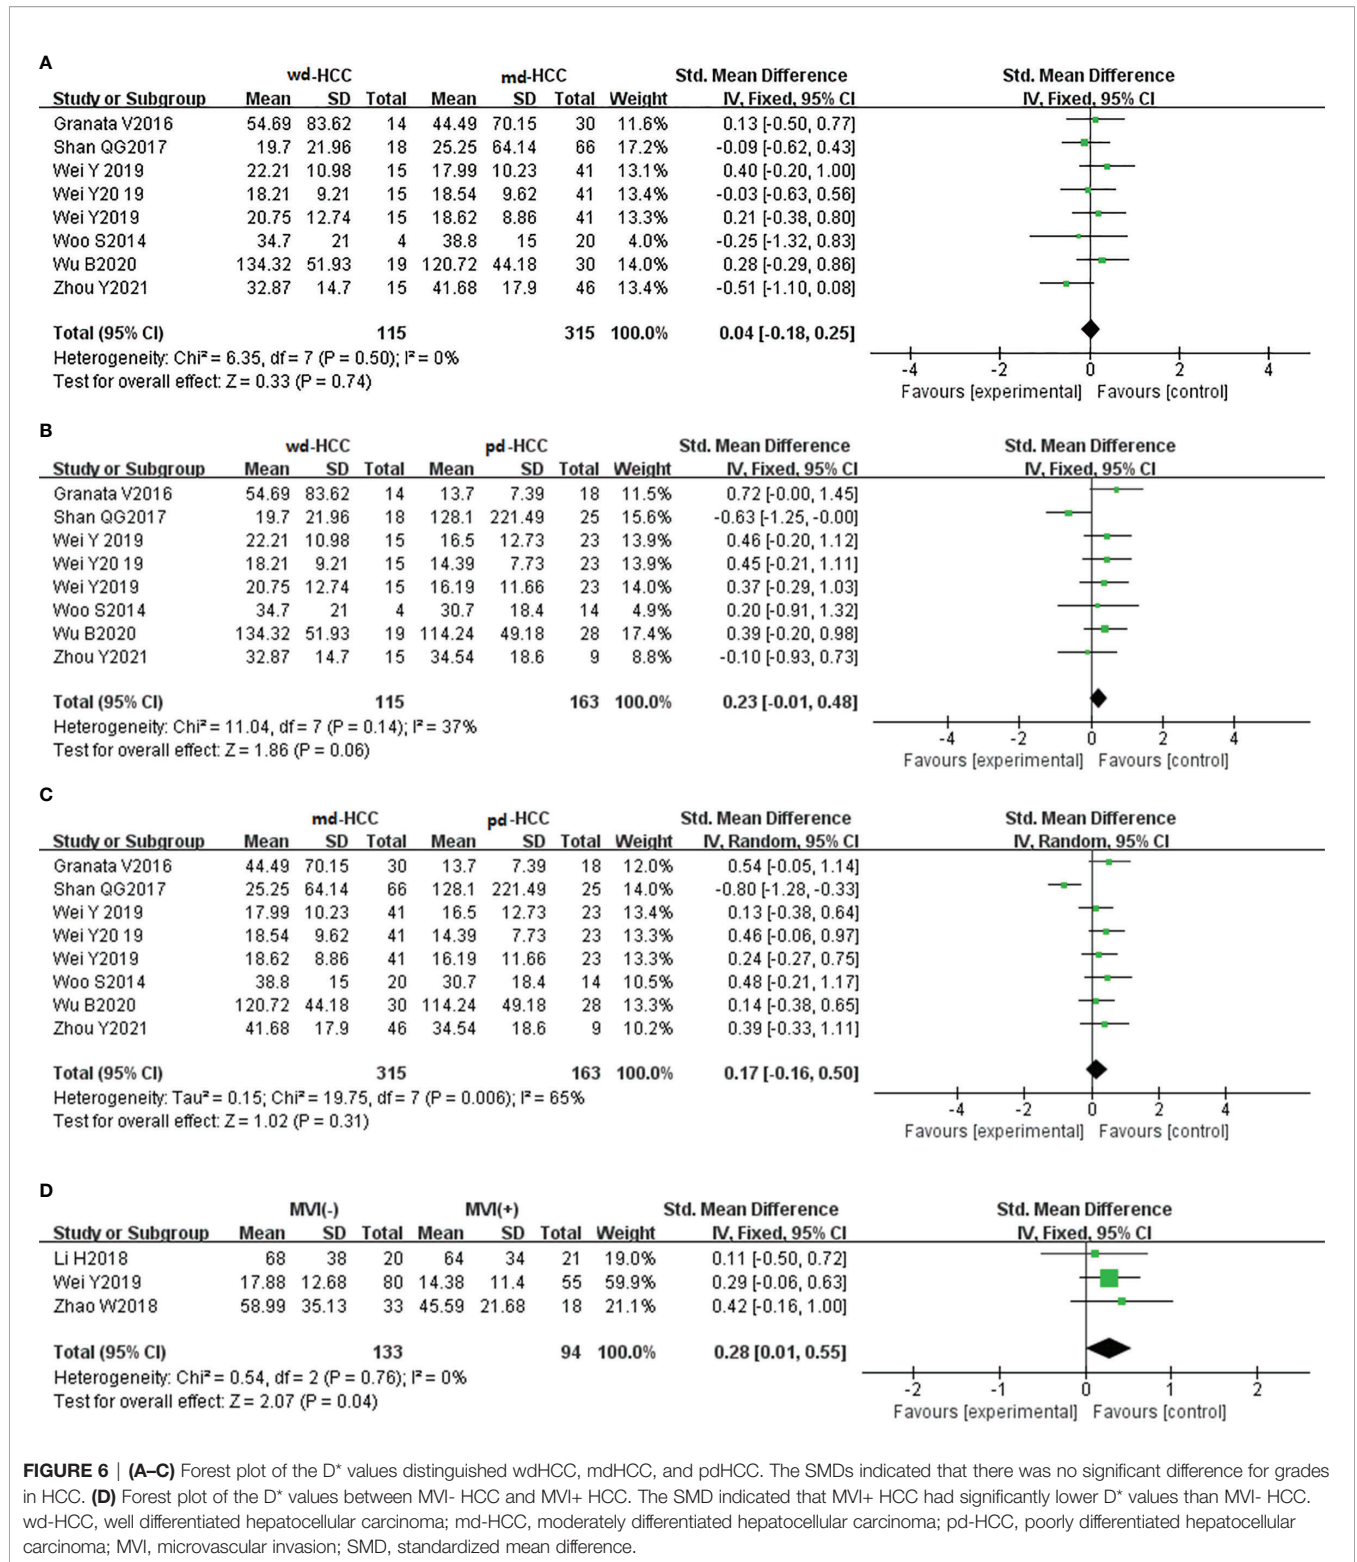 A
wd-HCC md-HCC Std. Mean Difference Std. Mean Difference
Study or Subgroup Mean SD Total Mean SD Total Weight IV, Fixed, 95% CI IV, Fixed, 95% CI
Granata V2016 54.69 83.62 14 44.49 70.15 30 11.6% 0.13 [-0.50, 0.77]
Shan QG2017 19.7 21.96 18 25.25 64.14 66 17.2% -0.09 [-0.62, 0.43]
Wei Y 2019 22.21 10.98 15 17.99 10.23 41 13.1% 0.40 [-0.20, 1.00]
Wei Y20 19 18.21 9.21 15 18.54 9.62 41 13.4% -0.03 [-0.63, 0.56]
Wei Y2019 20.75 12.74 15 18.62 8.86 41 13.3% 0.21 [-0.38, 0.80]
Woo S2014 34.7 21 4 38.8 15 20 4.0% -0.25 [-1.32, 0.83]
Wu B2020 134.32 51.93 19 120.72 44.18 30 14.0% 0.28 [-0.29, 0.86]
Zhou Y2021 32.87 14.7 15 41.68 17.9 46 13.4% -0.51 [-1.10, 0.08]
Total (95% CI) 115 315 100.0% 0.04 [-0.18, 0.25]
Heterogeneity: Chi² = 6.35, df = 7 (P = 0.50); I² = 0%
Test for overall effect: Z = 0.33 (P = 0.74)
-4 -2 0 2 4
Favours [experimental] Favours [control]
B
wd-HCC pd-HCC Std. Mean Difference Std. Mean Difference
Study or Subgroup Mean SD Total Mean SD Total Weight IV, Fixed, 95% CI IV, Fixed, 95% CI
Granata V2016 54.69 83.62 14 13.7 7.39 18 11.5% 0.72 [-0.00, 1.45]
Shan QG2017 19.7 21.96 18 128.1 221.49 25 15.6% -0.63 [-1.25, -0.00]
Wei Y 2019 22.21 10.98 15 16.5 12.73 23 13.9% 0.46 [-0.20, 1.12]
Wei Y20 19 18.21 9.21 15 14.39 7.73 23 13.9% 0.45 [-0.21, 1.11]
Wei Y2019 20.75 12.74 15 16.19 11.66 23 14.0% 0.37 [-0.29, 1.03]
Woo S2014 34.7 21 4 30.7 18.4 14 4.9% 0.20 [-0.91, 1.32]
Wu B2020 134.32 51.93 19 114.24 49.18 28 17.4% 0.39 [-0.20, 0.98]
Zhou Y2021 32.87 14.7 15 34.54 18.6 9 8.8% -0.10 [-0.93, 0.73]
Total (95% CI) 115 163 100.0% 0.23 [-0.01, 0.48]
Heterogeneity: Chi² = 11.04, df = 7 (P = 0.14); I² = 37%
Test for overall effect: Z = 1.86 (P = 0.06)
-4 -2 0 2 4
Favours [experimental] Favours [control]
C
md-HCC pd-HCC Std. Mean Difference Std. Mean Difference
Study or Subgroup Mean SD Total Mean SD Total Weight IV, Random, 95% CI IV, Random, 95% CI
Granata V2016 44.49 70.15 30 13.7 7.39 18 12.0% 0.54 [-0.05, 1.14]
Shan QG2017 25.25 64.14 66 128.1 221.49 25 14.0% -0.80 [-1.28, -0.33]
Wei Y 2019 17.99 10.23 41 16.5 12.73 23 13.4% 0.13 [-0.38, 0.64]
Wei Y20 19 18.54 9.62 41 14.39 7.73 23 13.3% 0.46 [-0.06, 0.97]
Wei Y2019 18.62 8.86 41 16.19 11.66 23 13.3% 0.24 [-0.27, 0.75]
Woo S2014 38.8 15 20 30.7 18.4 14 10.5% 0.48 [-0.21, 1.17]
Wu B2020 120.72 44.18 30 114.24 49.18 28 13.3% 0.14 [-0.38, 0.65]
Zhou Y2021 41.68 17.9 46 34.54 18.6 9 10.2% 0.39 [-0.33, 1.11]
Total (95% CI) 315 163 100.0% 0.17 [-0.16, 0.50]
Heterogeneity: Tau² = 0.15; Chi² = 19.75, df = 7 (P = 0.006); I² = 65%
Test for overall effect: Z = 1.02 (P = 0.31)
-4 -2 0 2 4
Favours [experimental] Favours [control]
D
MVI(-) MVI(+) Std. Mean Difference Std. Mean Difference
Study or Subgroup Mean SD Total Mean SD Total Weight IV, Fixed, 95% CI IV, Fixed, 95% CI
Li H2018 68 38 20 64 34 21 19.0% 0.11 [-0.50, 0.72]
Wei Y2019 17.88 12.68 80 14.38 11.4 55 59.9% 0.29 [-0.06, 0.63]
Zhao W2018 58.99 35.13 33 45.59 21.68 18 21.1% 0.42 [-0.16, 1.00]
Total (95% CI) 133 94 100.0% 0.28 [0.01, 0.55]
Heterogeneity: Chi² = 0.54, df = 2 (P = 0.76); I² = 0%
Test for overall effect: Z = 2.07 (P = 0.04)
-2 -1 0 1 2
Favours [experimental] Favours [control]
FIGURE 6 | (A–C) Forest plot of the D* values distinguished wdHCC, mdHCC, and pdHCC. The SMDs indicated that there was no significant difference for grades
in HCC. (D) Forest plot of the D* values between MVI- HCC and MVI+ HCC. The SMD indicated that MVI+ HCC had significantly lower D* values than MVI- HCC.
wd-HCC, well differentiated hepatocellular carcinoma; md-HCC, moderately differentiated hepatocellular carcinoma; pd-HCC, poorly differentiated hepatocellular
carcinoma; MVI, microvascular invasion; SMD, standardized mean difference.